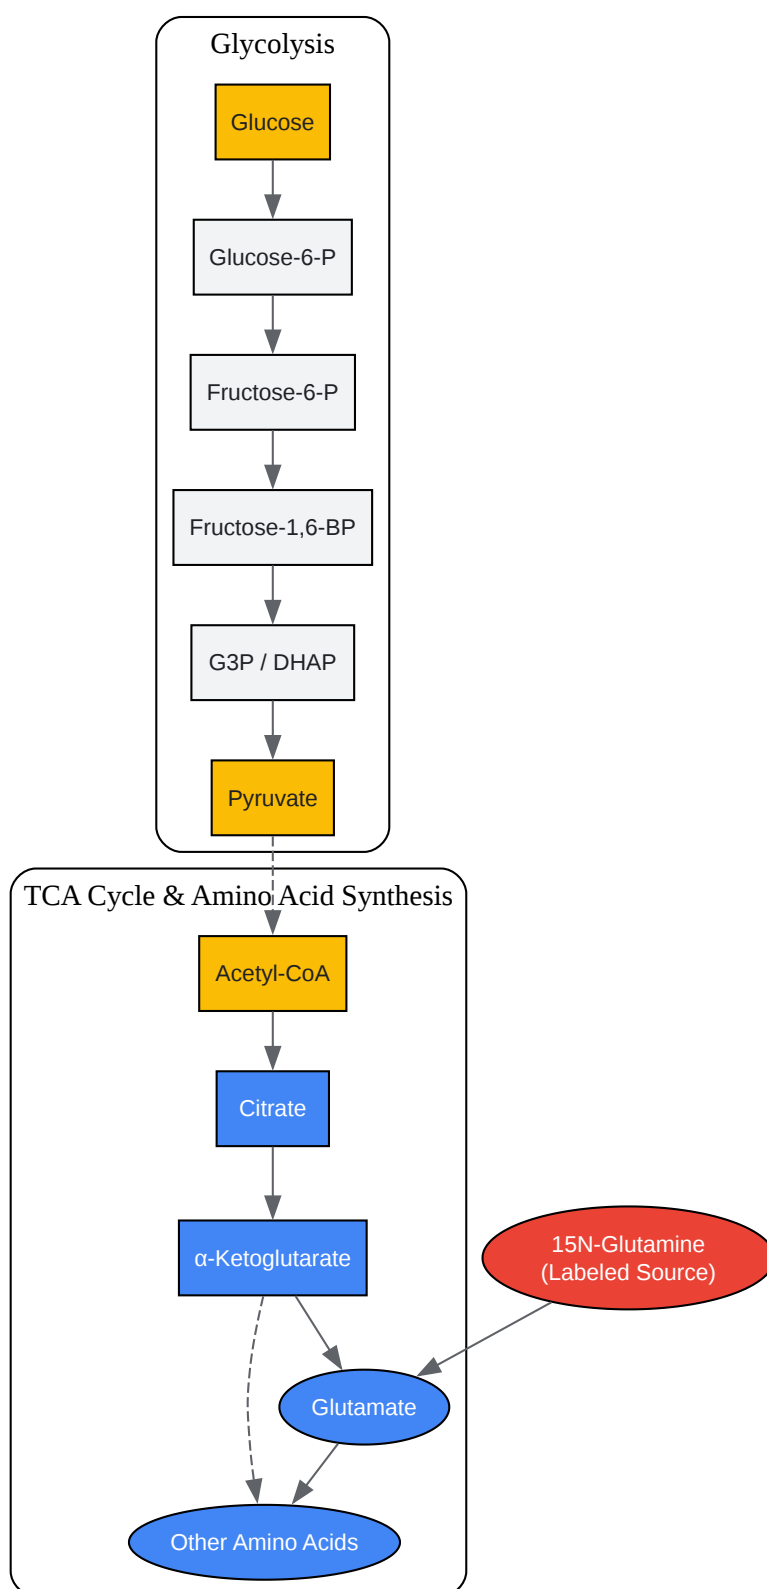 Glycolysis
Glucose
Glucose-6-P
Fructose-6-P
Fructose-1,6-BP
G3P / DHAP
Pyruvate
TCA Cycle & Amino Acid Synthesis
Acetyl-CoA
Citrate
α-Ketoglutarate
15N-Glutamine
(Labeled Source)
Glutamate
Other Amino Acids